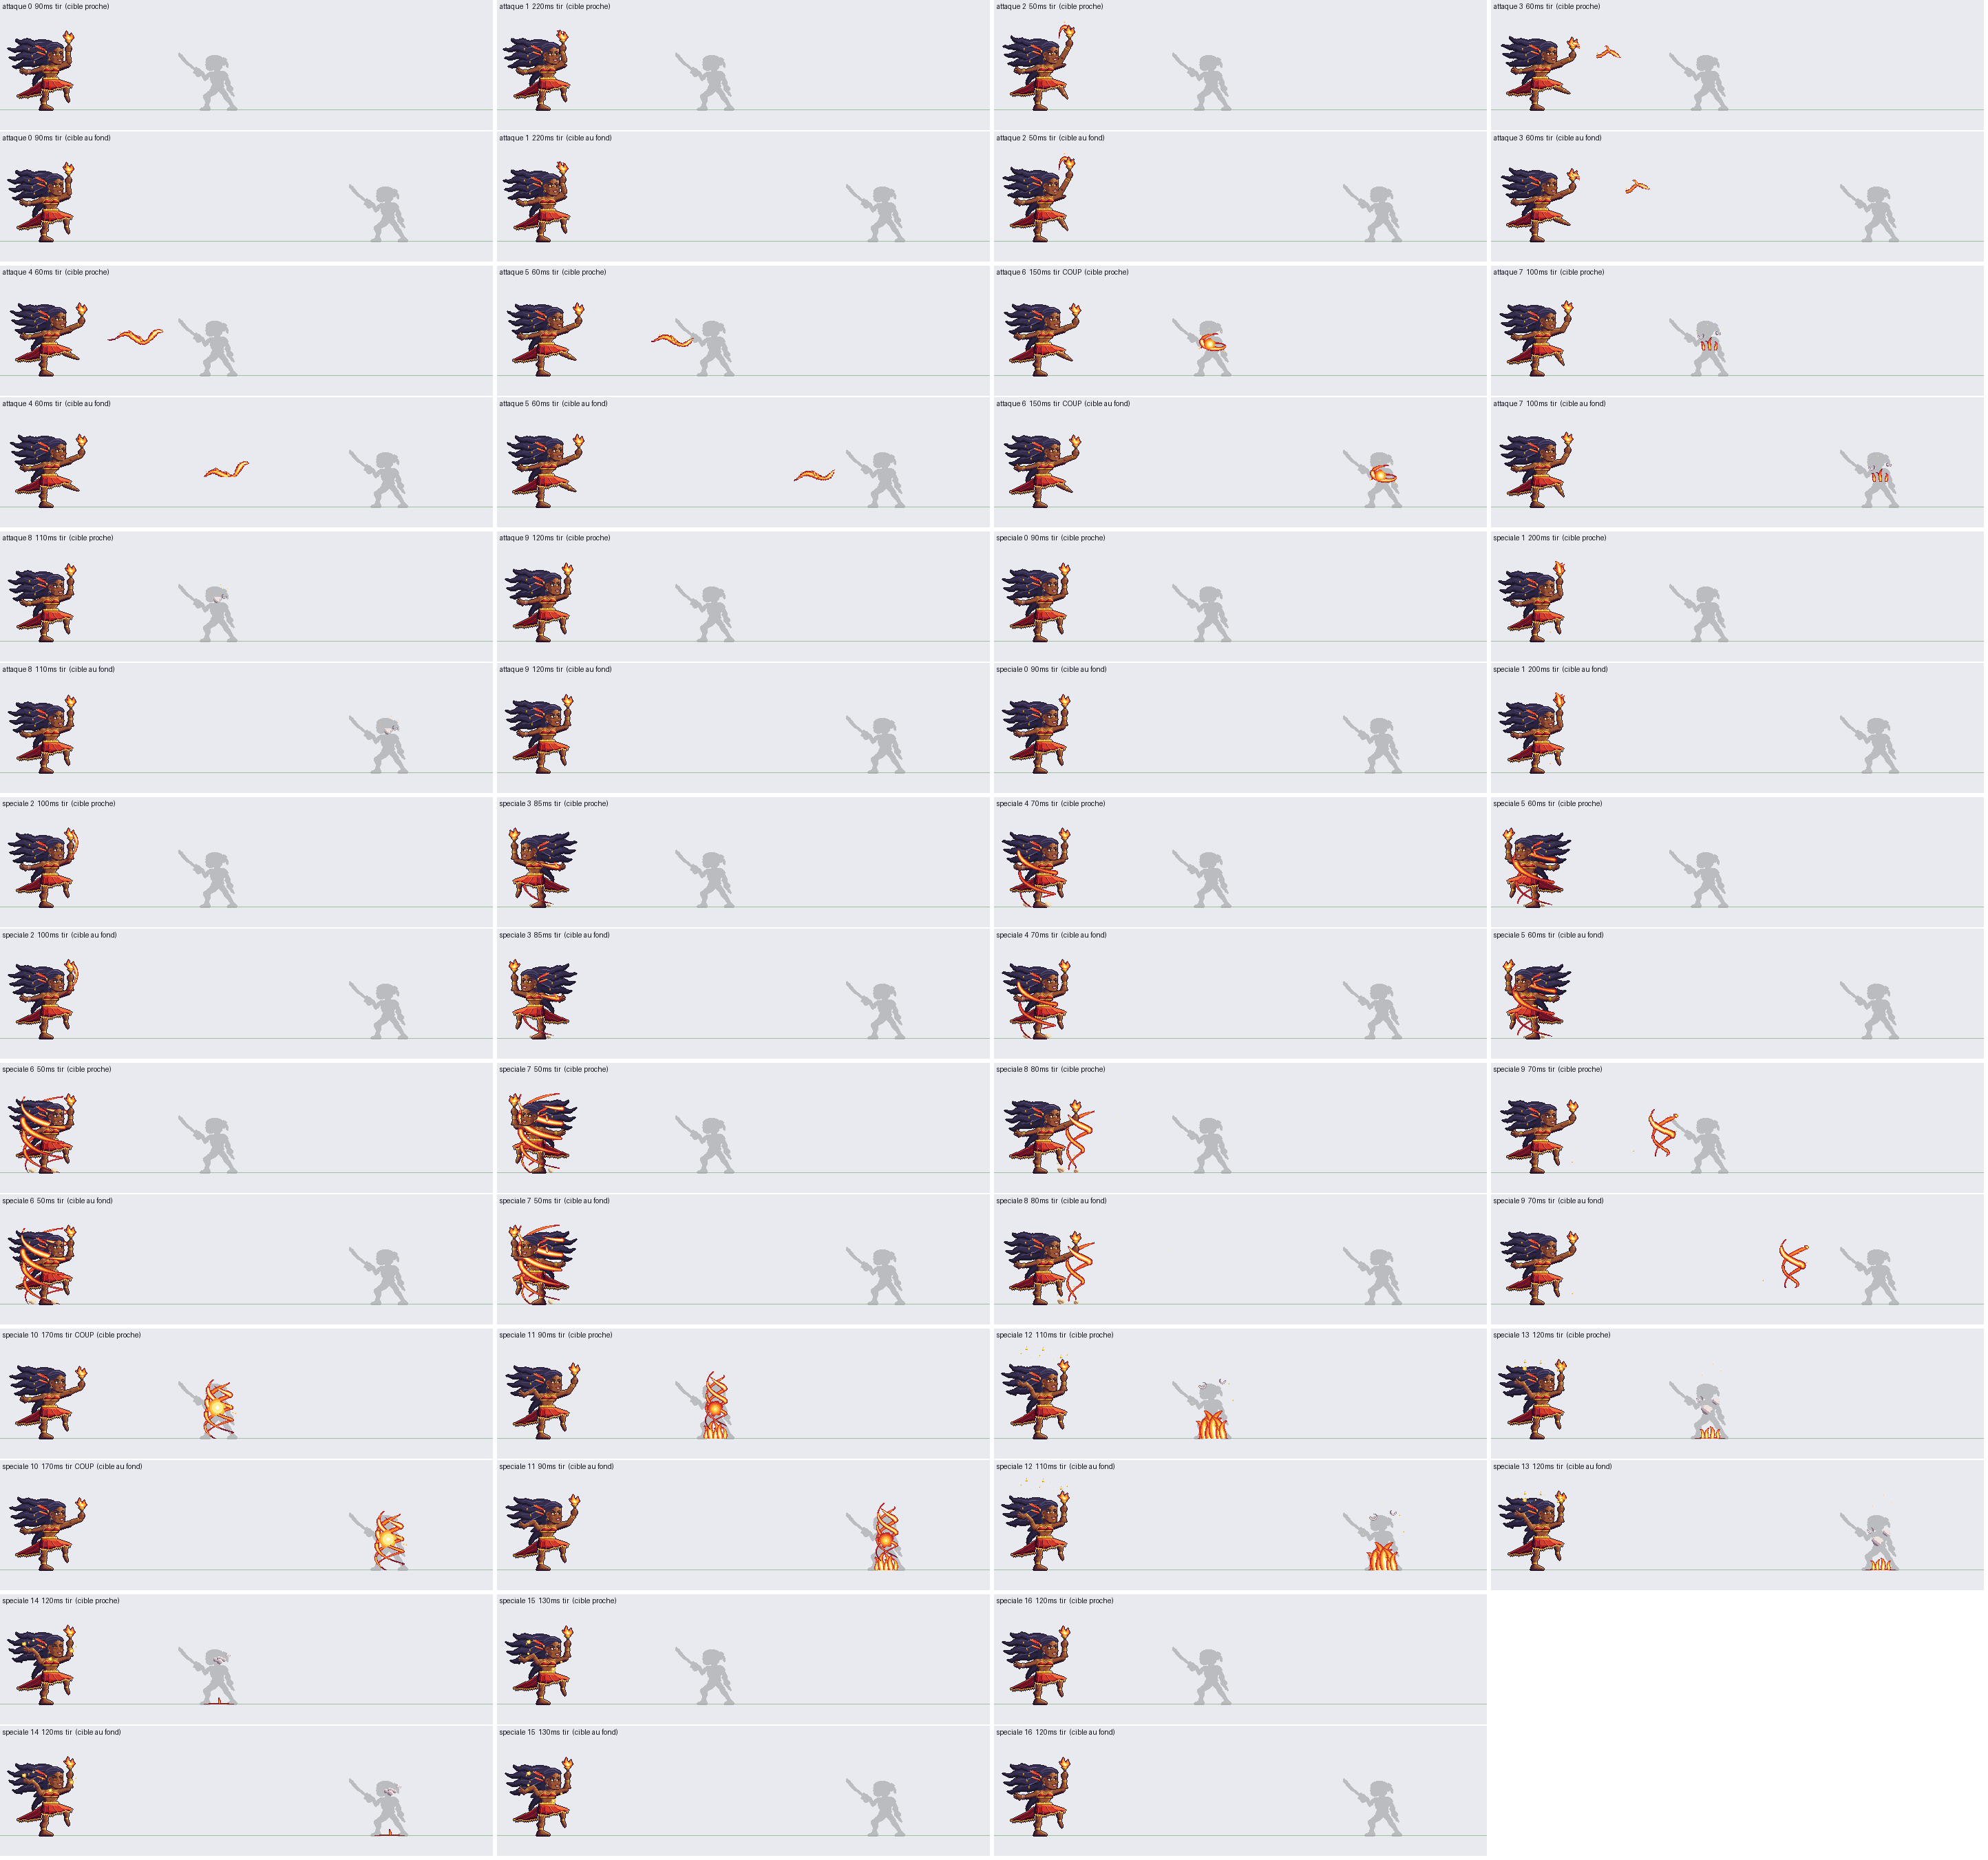 attaque 0 90ms tir (cible proche)
attaque 1 220ms tir (cible proche)
attaque 2 50ms tir (cible proche)
attaque 3 60ms tir (cible proche)
attaque 0 90ms tir (cible au fond)
attaque 1 220ms tir (cible au fond)
attaque 2 50ms tir (cible au fond)
attaque 3 60ms tir (cible au fond)
attaque 4 60ms tir (cible proche)
attaque 5 60ms tir (cible proche)
attaque 6 150ms tir COUP (cible proche)
attaque 7 100ms tir (cible proche)
attaque 4 60ms tir (cible au fond)
attaque 5 60ms tir (cible au fond)
attaque 6 150ms tir COUP (cible au fond)
attaque 7 100ms tir (cible au fond)
attaque 8 110ms tir (cible proche)
attaque 9 120ms tir (cible proche)
speciale 0 90ms tir (cible proche)
speciale 1 200ms tir (cible proche)
attaque 8 110ms tir (cible au fond)
attaque 9 120ms tir (cible au fond)
speciale 0 90ms tir (cible au fond)
speciale 1 200ms tir (cible au fond)
speciale 2 100ms tir (cible proche)
speciale 3 85ms tir (cible proche)
speciale 4 70ms tir (cible proche)
speciale 5 60ms tir (cible proche)
speciale 2 100ms tir (cible au fond)
speciale 3 85ms tir (cible au fond)
speciale 4 70ms tir (cible au fond)
speciale 5 60ms tir (cible au fond)
speciale 6 50ms tir (cible proche)
speciale 7 50ms tir (cible proche)
speciale 8 80ms tir (cible proche)
speciale 9 70ms tir (cible proche)
speciale 6 50ms tir (cible au fond)
speciale 7 50ms tir (cible au fond)
speciale 8 80ms tir (cible au fond)
speciale 9 70ms tir (cible au fond)
speciale 10 170ms tir COUP (cible proche)
speciale 11 90ms tir (cible proche)
speciale 12 110ms tir (cible proche)
speciale 13 120ms tir (cible proche)
speciale 10 170ms tir COUP (cible au fond)
speciale 11 90ms tir (cible au fond)
speciale 12 110ms tir (cible au fond)
speciale 13 120ms tir (cible au fond)
speciale 14 120ms tir (cible proche)
speciale 15 130ms tir (cible proche)
speciale 16 120ms tir (cible proche)
speciale 14 120ms tir (cible au fond)
speciale 15 130ms tir (cible au fond)
speciale 16 120ms tir (cible au fond)